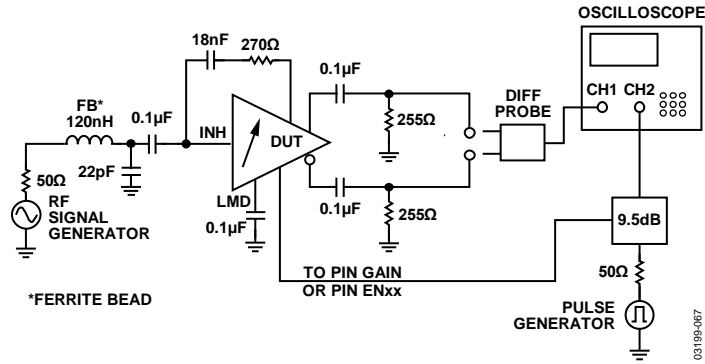 OSCILLOSCOPE
18nF
270Ω
0.1µF
FB*
120nH
0.1µF
INH
DUT
255Ω
DIFF
PROBE
CH1
CH2
50Ω
22pF
LMD
0.1µF
0.1µF
255Ω
9.5dB
RF
SIGNAL
GENERATOR
TO PIN GAIN
OR PIN ENxx
50Ω
*FERRITE BEAD
PULSE
GENERATOR
03199-067